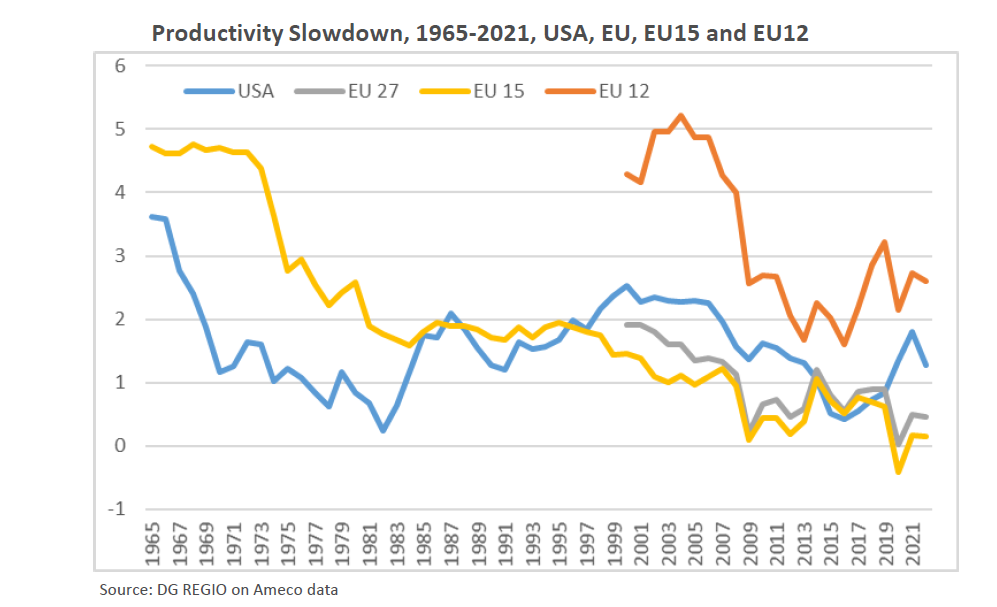 Productivity Slowdown, 1965-2021, USA, EU, EU15 and EU12
6
USA EU 27 EU 15 EU 12
5
4
3
2
1
0
-1
1965 1967 1969 1971 1973 1975 1977 1979 1981 1983 1985 1987 1989 1991 1993 1995 1997 1999 2001 2003 2005 2007 2009 2011 2013 2015 2017 2019 2021
Source: DG REGIO on Ameco data